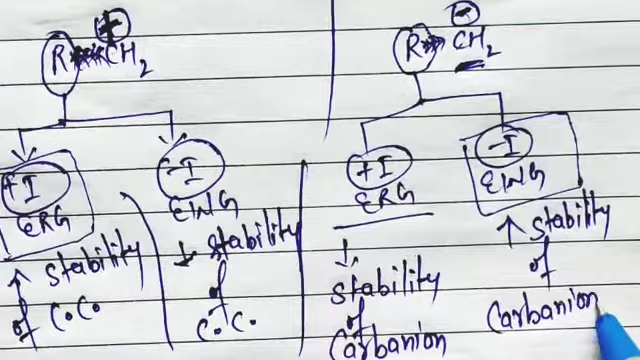 +
R CH2
+I
ERG
↑ Stability
of C.C.
-I
EWG
↓ Stability
of
C.C.
-
R CH2
+I
ERG
↓
Stability
of
Carbanion
-I
EWG
↑ Stability
of
Carbanion